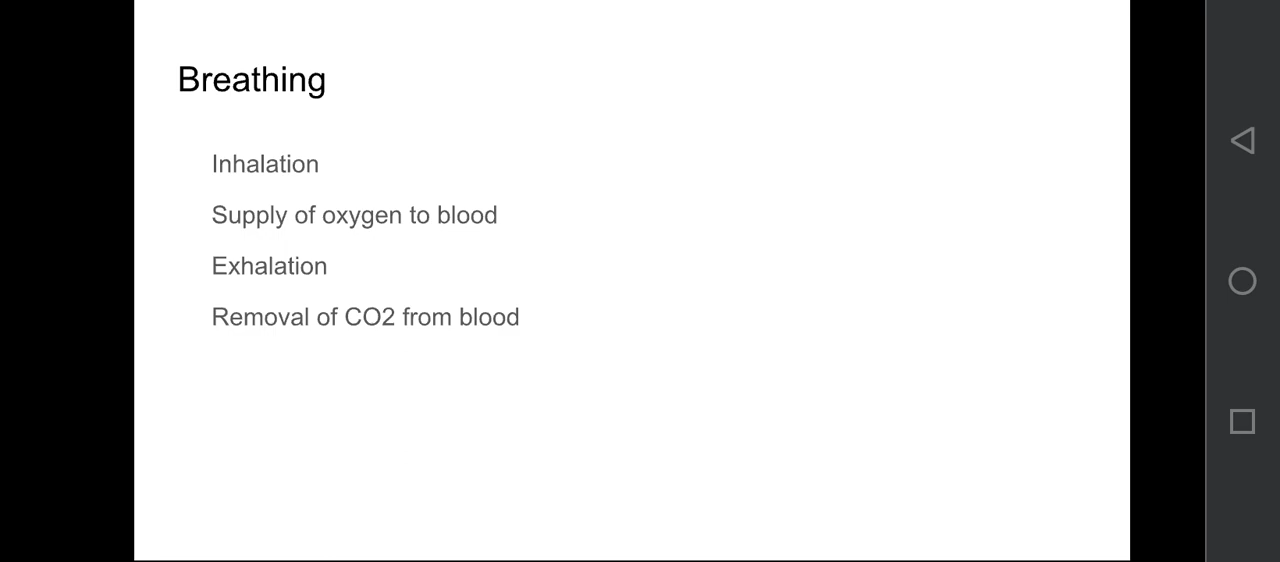 Breathing
Inhalation
Supply of oxygen to blood
Exhalation
Removal of CO2 from blood